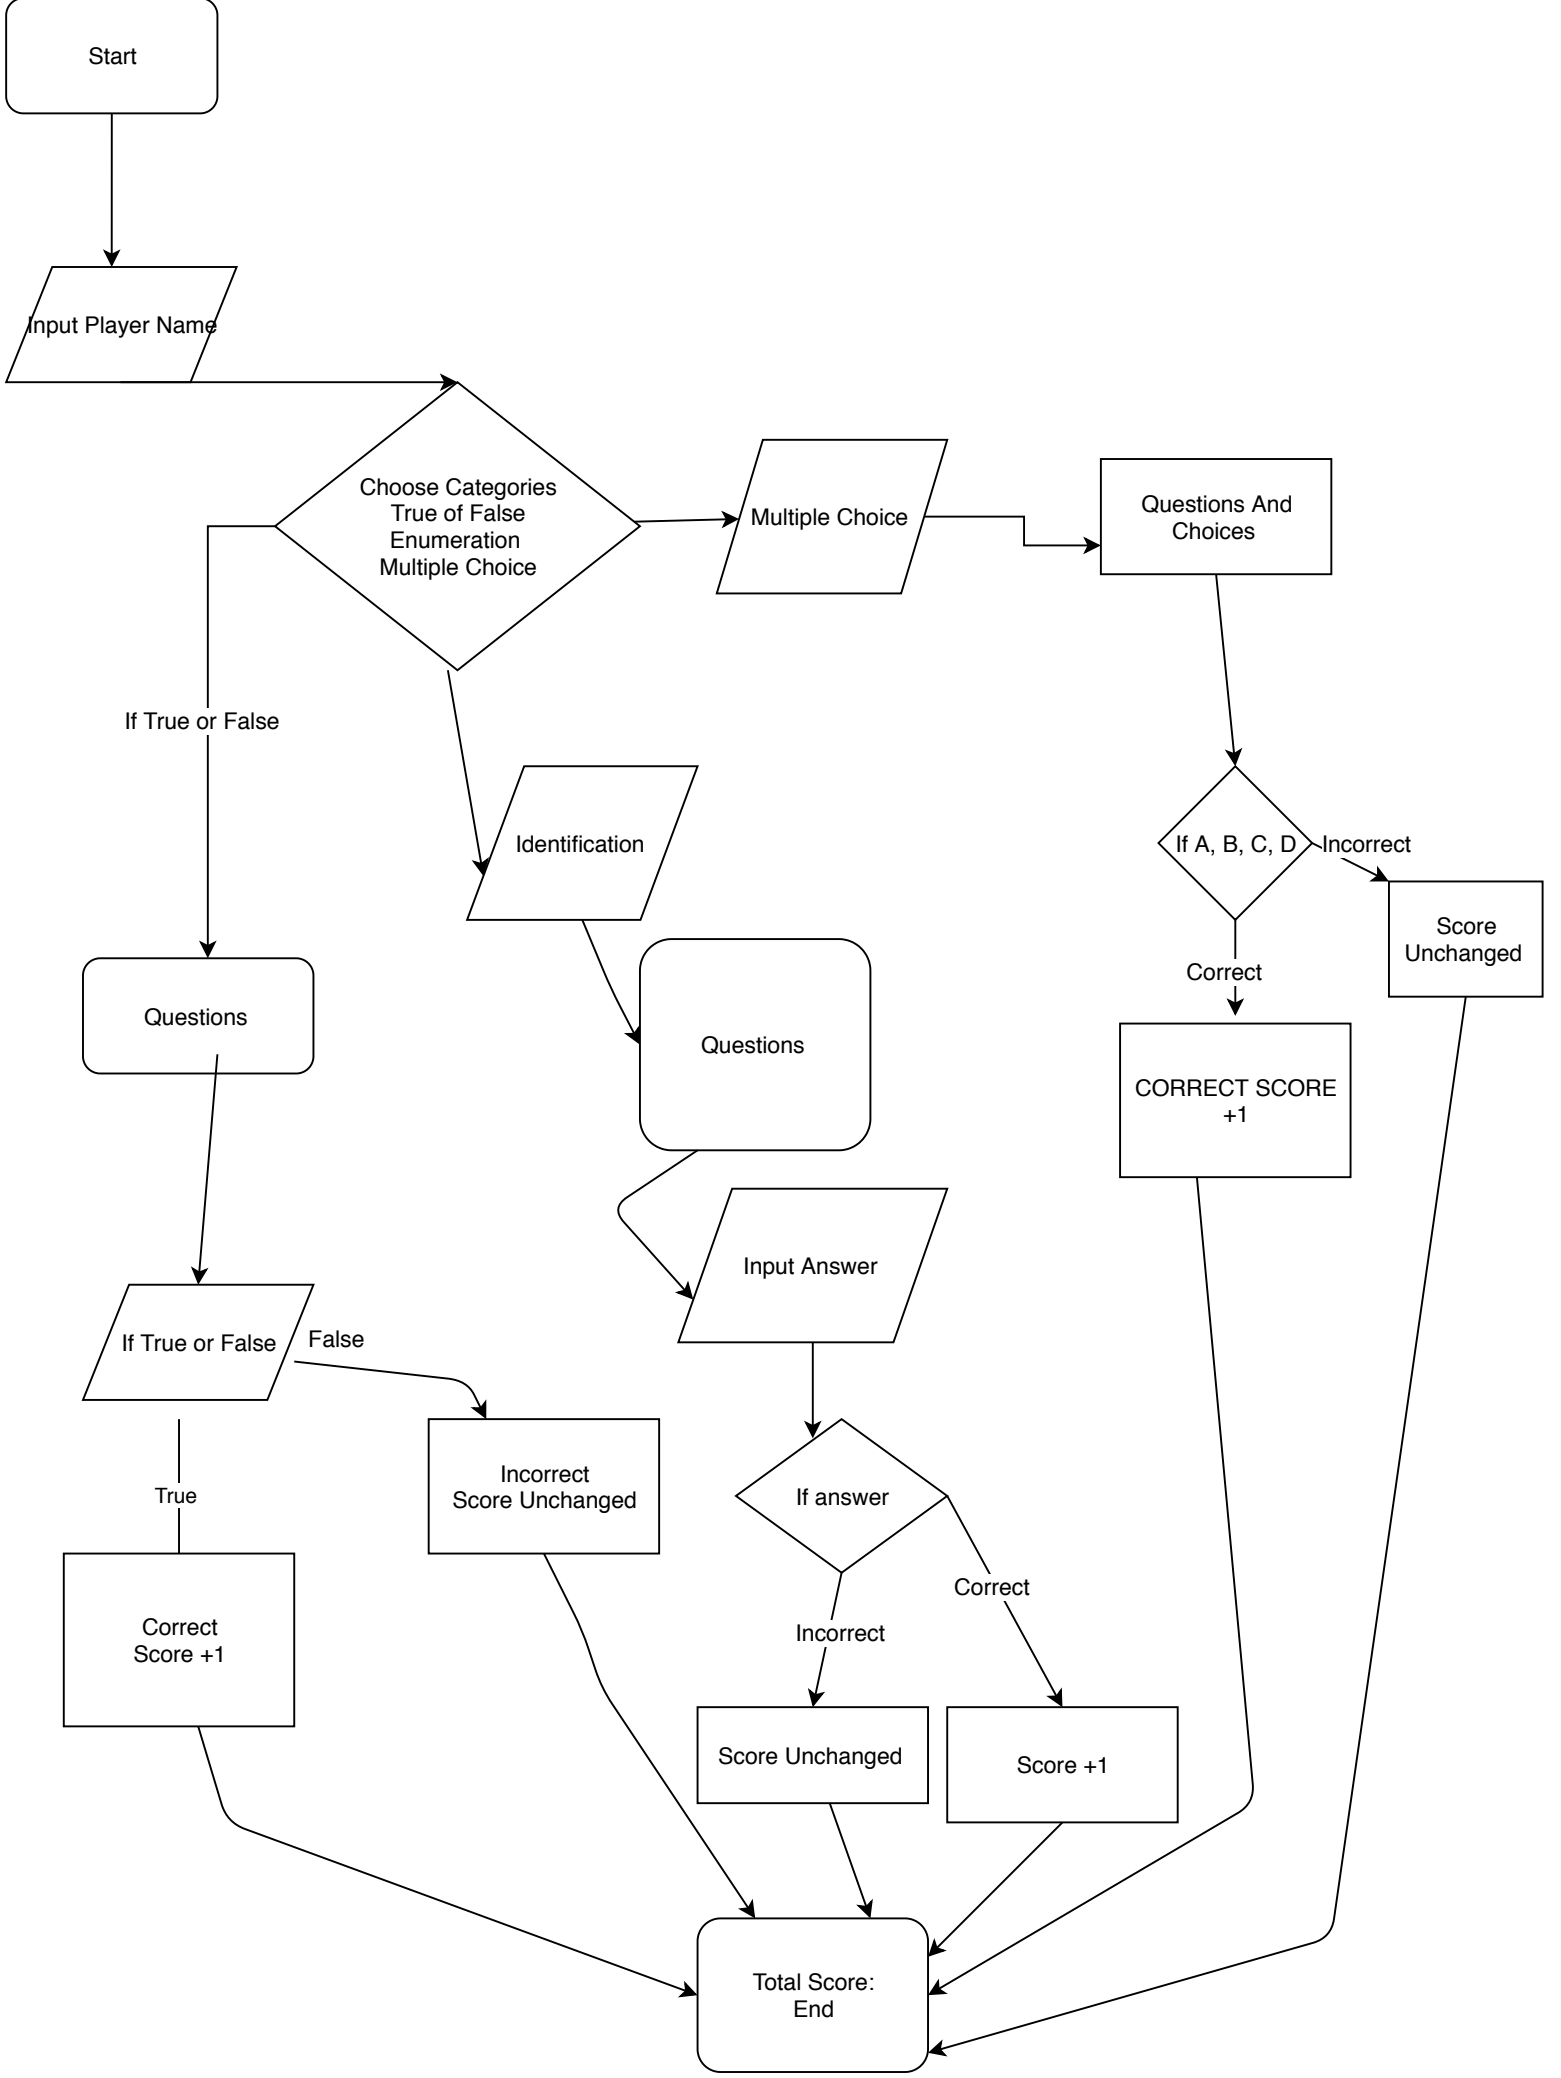 Start
Input Player Name
Choose Categories
True of False
Enumeration
Multiple Choice
Multiple Choice
Questions And
Choices
If True or False
Identification
If A, B, C, D
Incorrect
Score
Unchanged
Correct
Questions
Questions
CORRECT SCORE
+1
Input Answer
If True or False
False
True
Incorrect
Score Unchanged
If answer
Correct
Incorrect
Correct
Score +1
Score Unchanged
Score +1
Total Score:
End